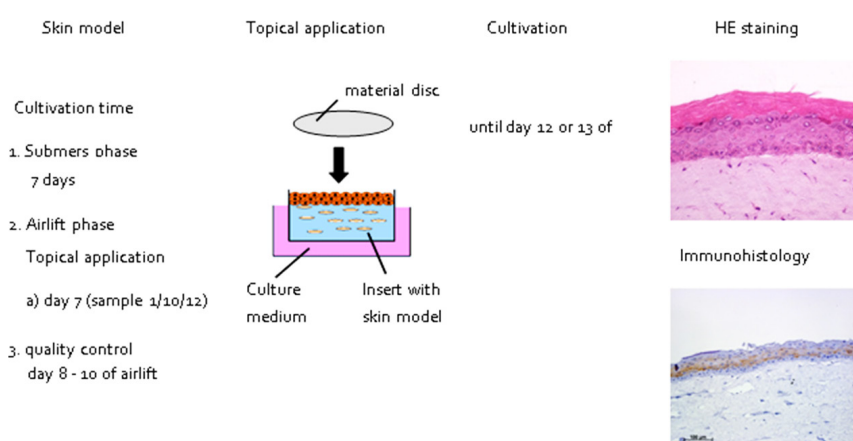 Skin model
Topical application
Cultivation
HE staining
Cultivation time
1. Submers phase
7 days
2. Airlift phase
Topical application
a) day 7 (sample 1/10/12)
3. quality control
day 8 - 10 of airlift
material disc
Culture
medium
Insert with
skin model
until day 12 or 13 of
Immunohistology